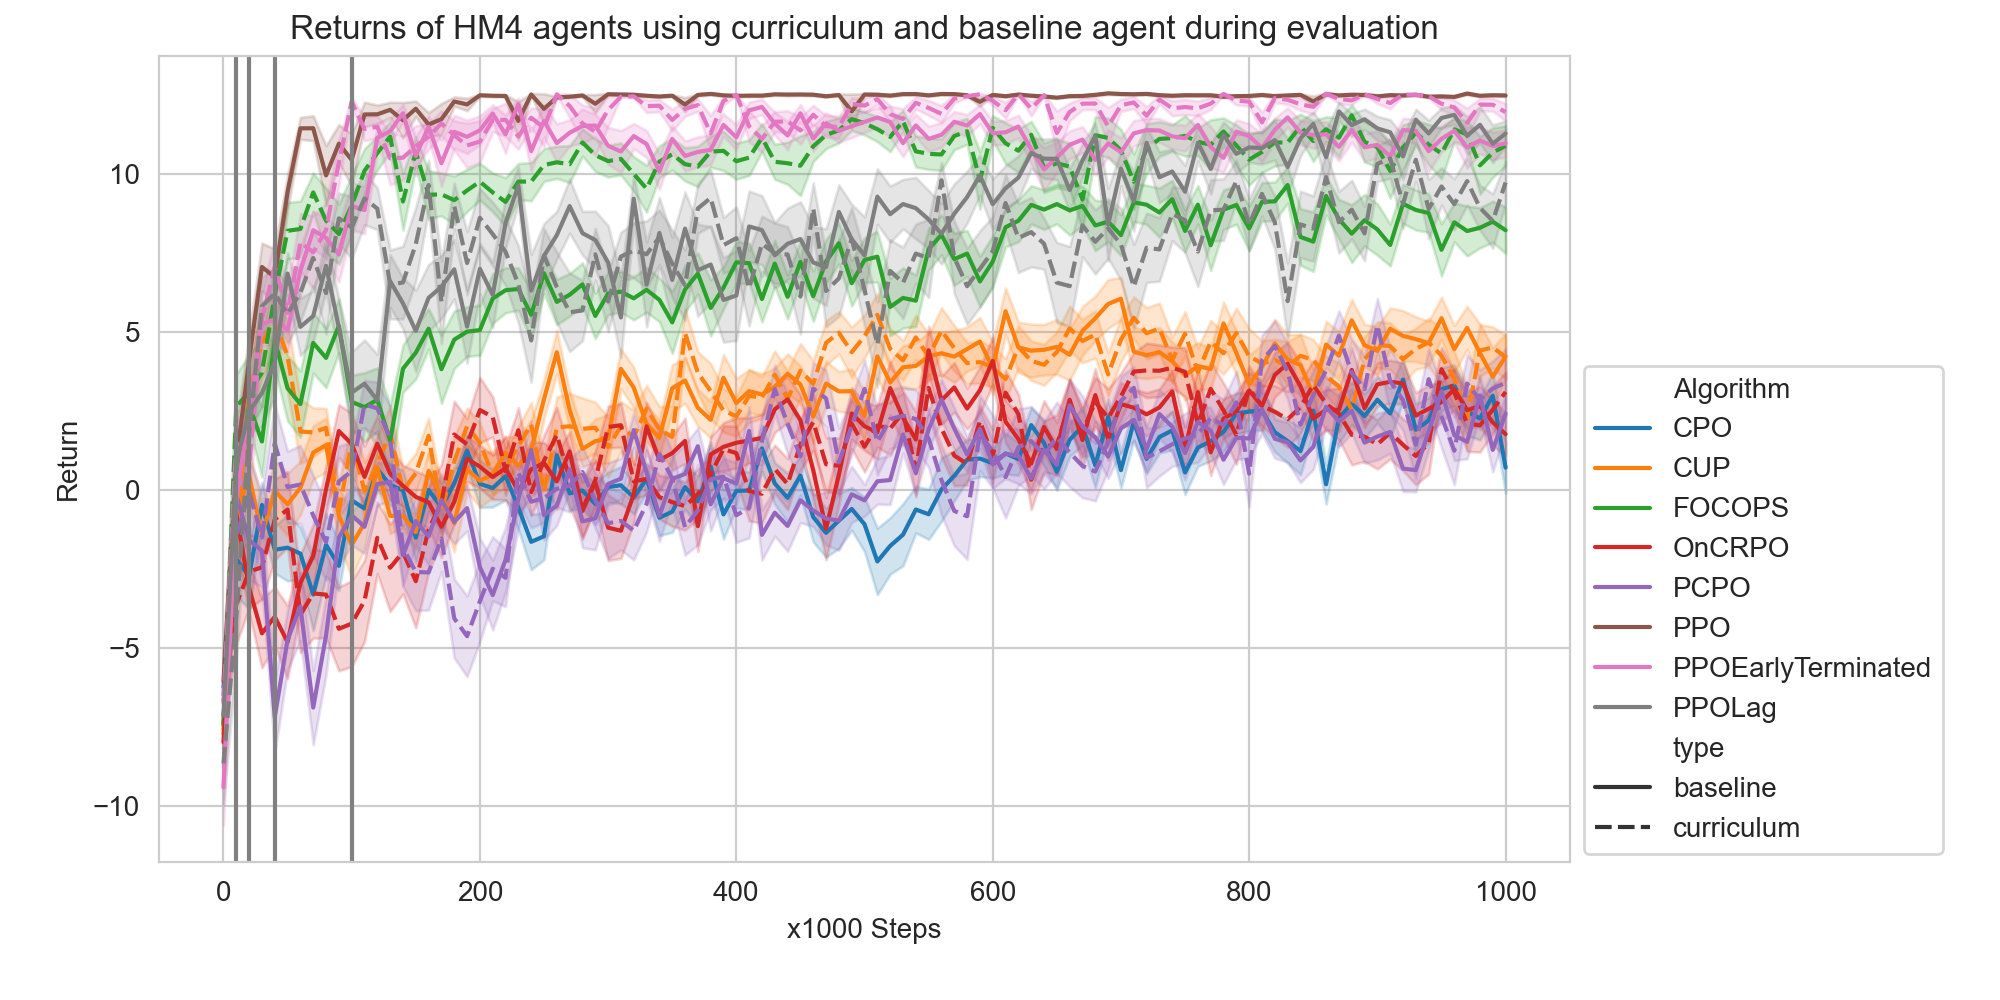 Returns of HM4 agents using curriculum and baseline agent during evaluation
Return
10
5
0
−5
−10
0
200
400
600
800
1000
x1000 Steps
Algorithm
CPO
CUP
FOCOPS
OnCRPO
PCPO
PPO
PPOEarlyTerminated
PPOLag
type
baseline
curriculum